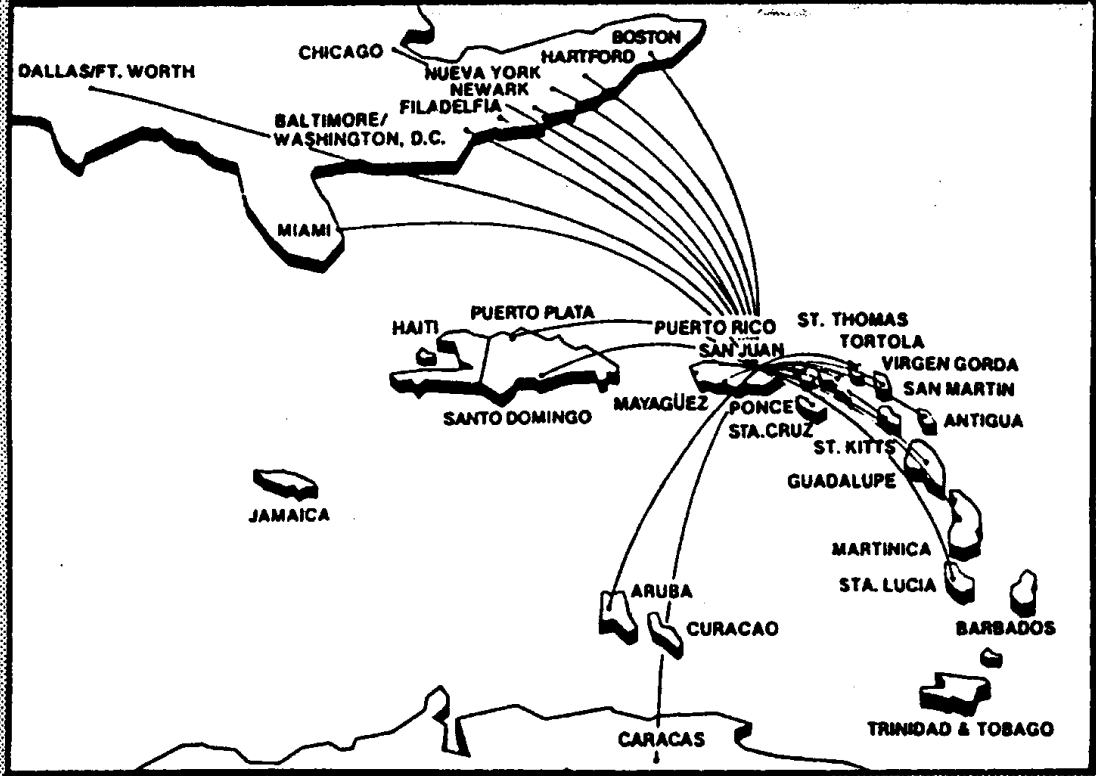 BOSTON
CHICAGO
HARTFORD
DALLAS/FT. WORTH
NUEVA YORK
NEWARK
FILADELFIA
BALTIMORE/
WASHINGTON, D.C.
MIAMI
PUERTO PLATA
ST. THOMAS
HAITI
PUERTO RICO
TORTOLA
SAN JUAN
VIRGEN GORDA
SAN MARTIN
MAYAGÜEZ
PONCE
SANTO DOMINGO
ANTIGUA
STA.CRUZ
ST. KITTS
GUADALUPE
JAMAICA
MARTINICA
STA. LUCIA
ARUBA
CURACAO
BARBADOS
TRINIDAD & TOBAGO
CARACAS